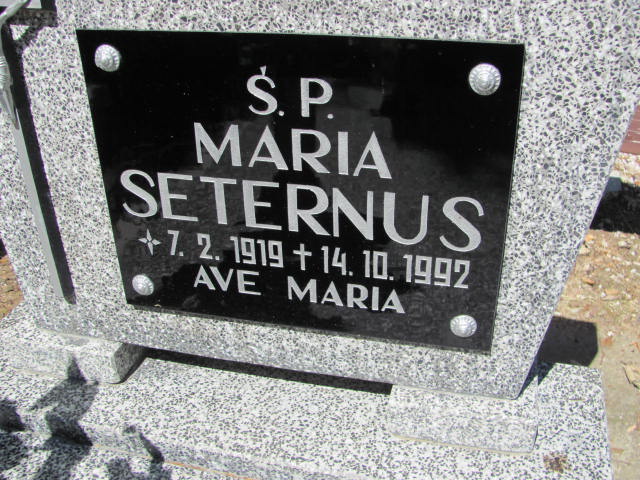 Ś.P.
MARIA
SETERNUS
7. 2. 1919 † 14. 10. 1992
AVE MARIA